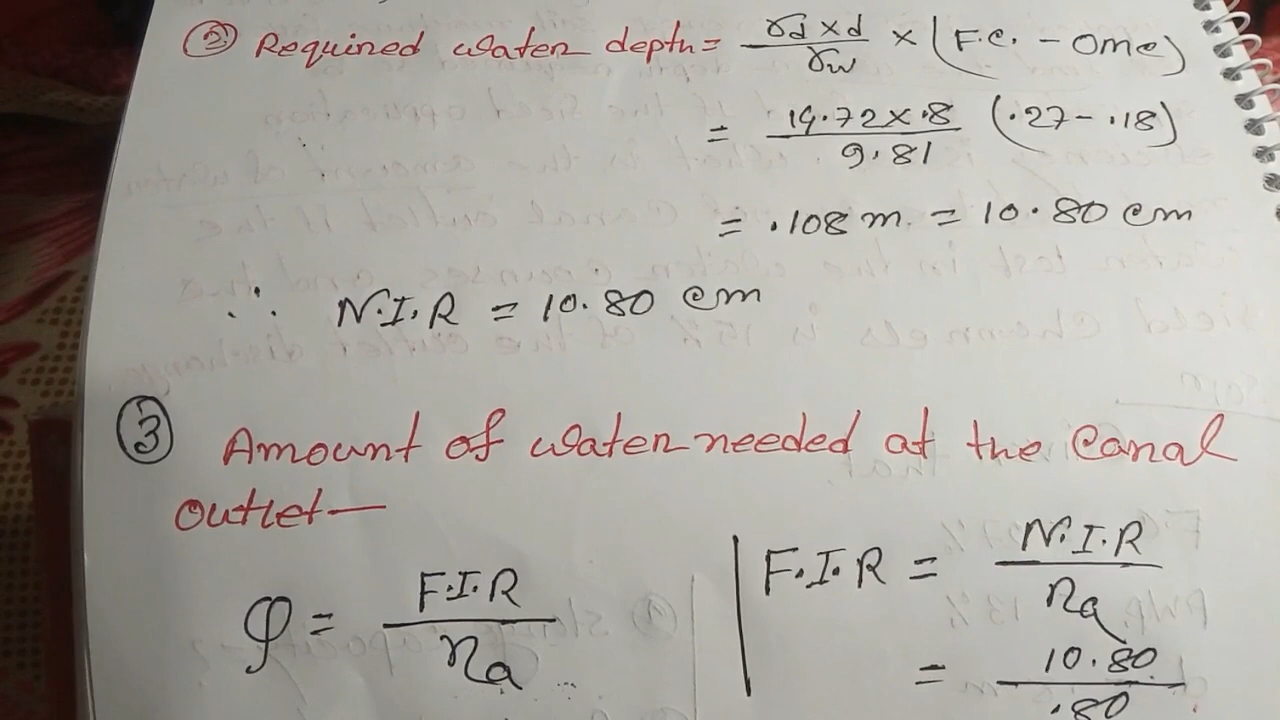 ② Required water depth = γd × d / γw × (F.C. - Omc)
= 14.72 × .8 / 9.81 (.27 - .18)
= .108 m. = 10.80 cm
∴ N.I.R = 10.80 cm
③ Amount of water needed at the Canal
outlet —
φ = F.I.R / ηa
F.I.R = N.I.R / ηa
= 10.80 / .80